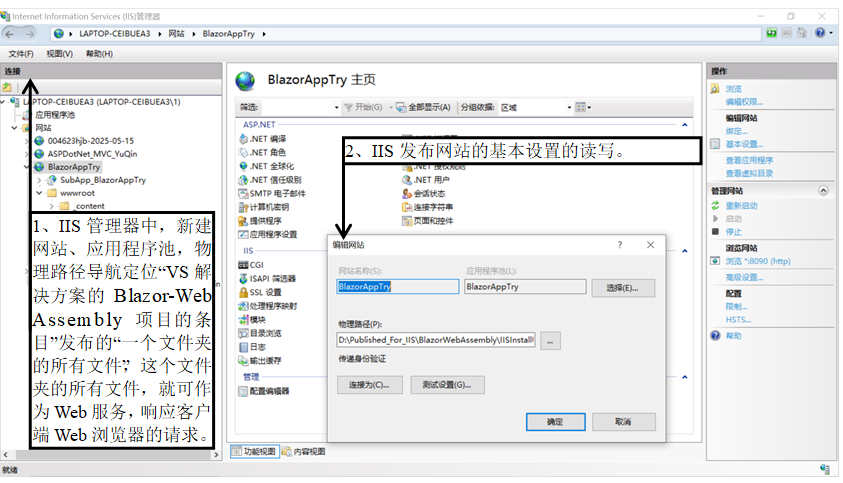 Internet Information Services (IIS)管理器
LAPTOP-CEIBUEA3
网站
BlazorAppTry
文件(F) 视图(V) 帮助(H)
连接
LAPTOP-CEIBUEA3 (LAPTOP-CEIBUEA3\1)
应用程序池
网站
004623hjb-2025-05-15
ASPDotNet_MVC_YuQin
BlazorAppTry
SubApp_BlazorAppTry
wwwroot
_content
1、IIS 管理器中，新建
网站、应用程序池，物
理路径导航定位“VS 解
决方案的 Blazor-Web
Assembly 项目的条
目”发布的“一个文件夹
的所有文件”，这个文件
夹的所有文件，就可作
为 Web 服务，响应客户
端 Web 浏览器的请求。
BlazorAppTry 主页
筛选: 开始(G) 全部显示(A) 分组依据: 区域
ASP.NET
.NET 编译
.NET 角色
.NET 全球化
.NET 信任级别
.NET 授权规则
.NET 用户
SMTP 电子邮件
会话状态
计算机密钥
连接字符串
提供程序
页面和控件
应用程序设置
2、IIS 发布网站的基本设置的读写。
IIS
CGI
ISAPI 筛选器
SSL 设置
处理程序映射
模块
目录浏览
日志
输出缓存
管理
配置编辑器
编辑网站
网站名称(S): 应用程序池(L):
BlazorAppTry BlazorAppTry 选择(E)...
物理路径(P):
D:\Published_For_IIS\BlazorWebAssembly\IISInstall
...
传递身份验证
连接为(C)... 测试设置(G)...
确定 取消
功能视图 内容视图
操作
浏览
编辑权限...
编辑网站
绑定...
基本设置...
查看应用程序
查看虚拟目录
管理网站
重新启动
启动
停止
浏览网站
浏览 *:8090 (http)
高级设置...
配置
限制...
HSTS...
帮助
就绪